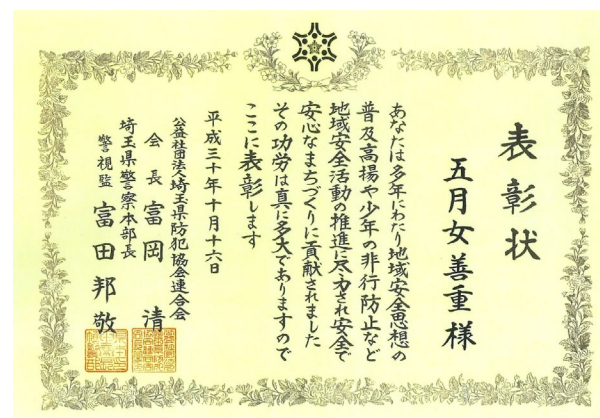 表彰状
五月女善重様
あなたは多年にわたり地域安全思想の
普及高揚や少年の非行防止など
地域安全活動の推進に尽力され安全で
安心なまちづくりに貢献されました
その功労は真に多大でありますので
ここに表彰します
平成三十年十月十六日
公益社団法人埼玉県防犯協会連合会
会長富岡清
埼玉県警察本部長
警視監富田邦敬